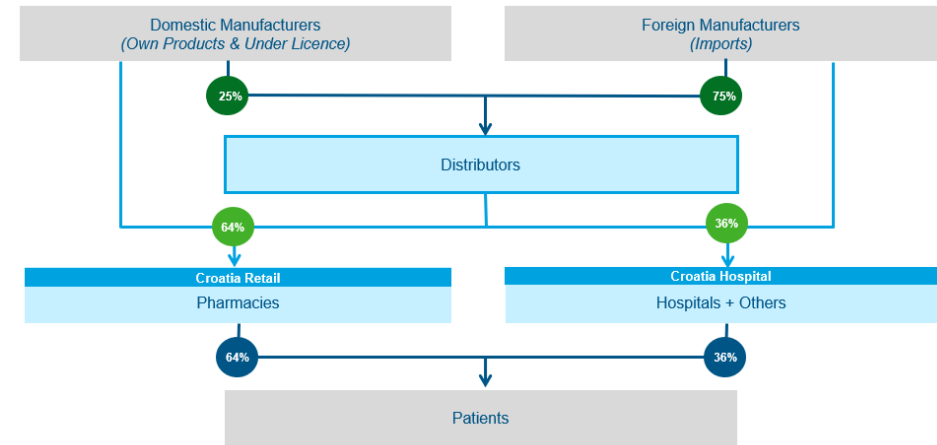 Domestic Manufacturers
(Own Products & Under Licence)
Foreign Manufacturers
(Imports)
25%
75%
Distributors
64%
36%
Croatia Retail
Croatia Hospital
Pharmacies
Hospitals + Others
64%
36%
Patients